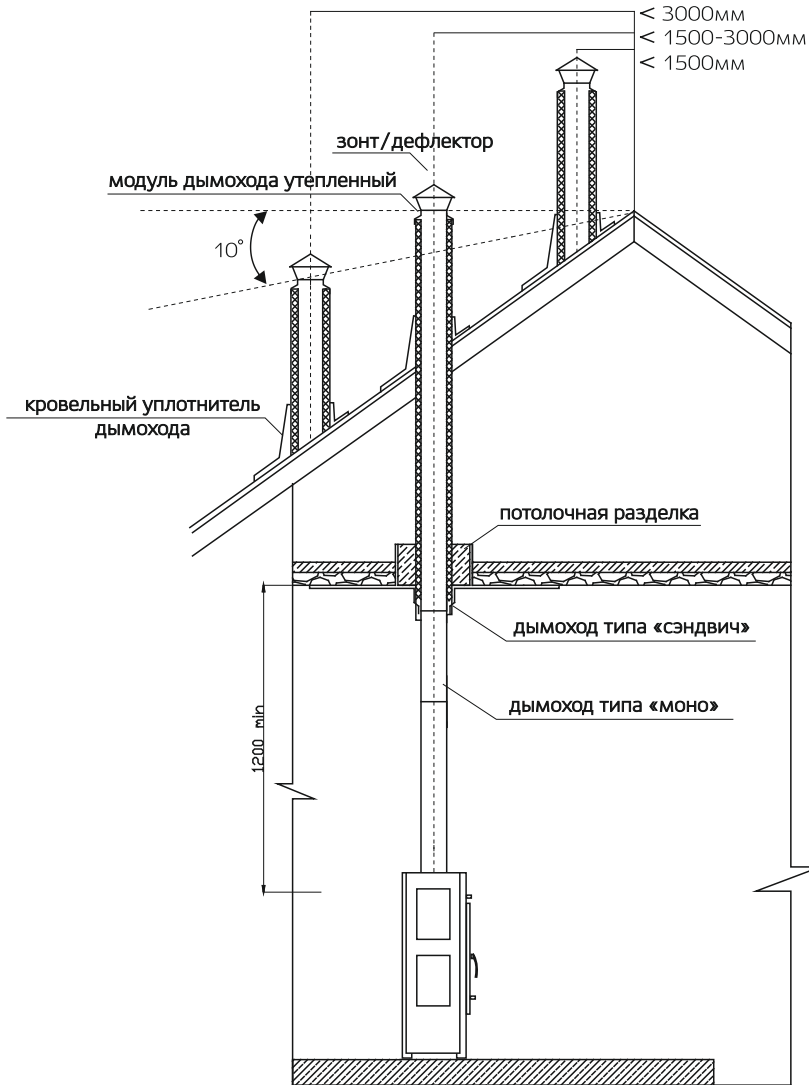 < 3000мм
< 1500-3000мм
< 1500мм
зонт/дефлектор
модуль дымохода утепленный
10°
кровельный уплотнитель
дымохода
потолочная разделка
дымоход типа «сэндвич»
дымоход типа «моно»
1200 min